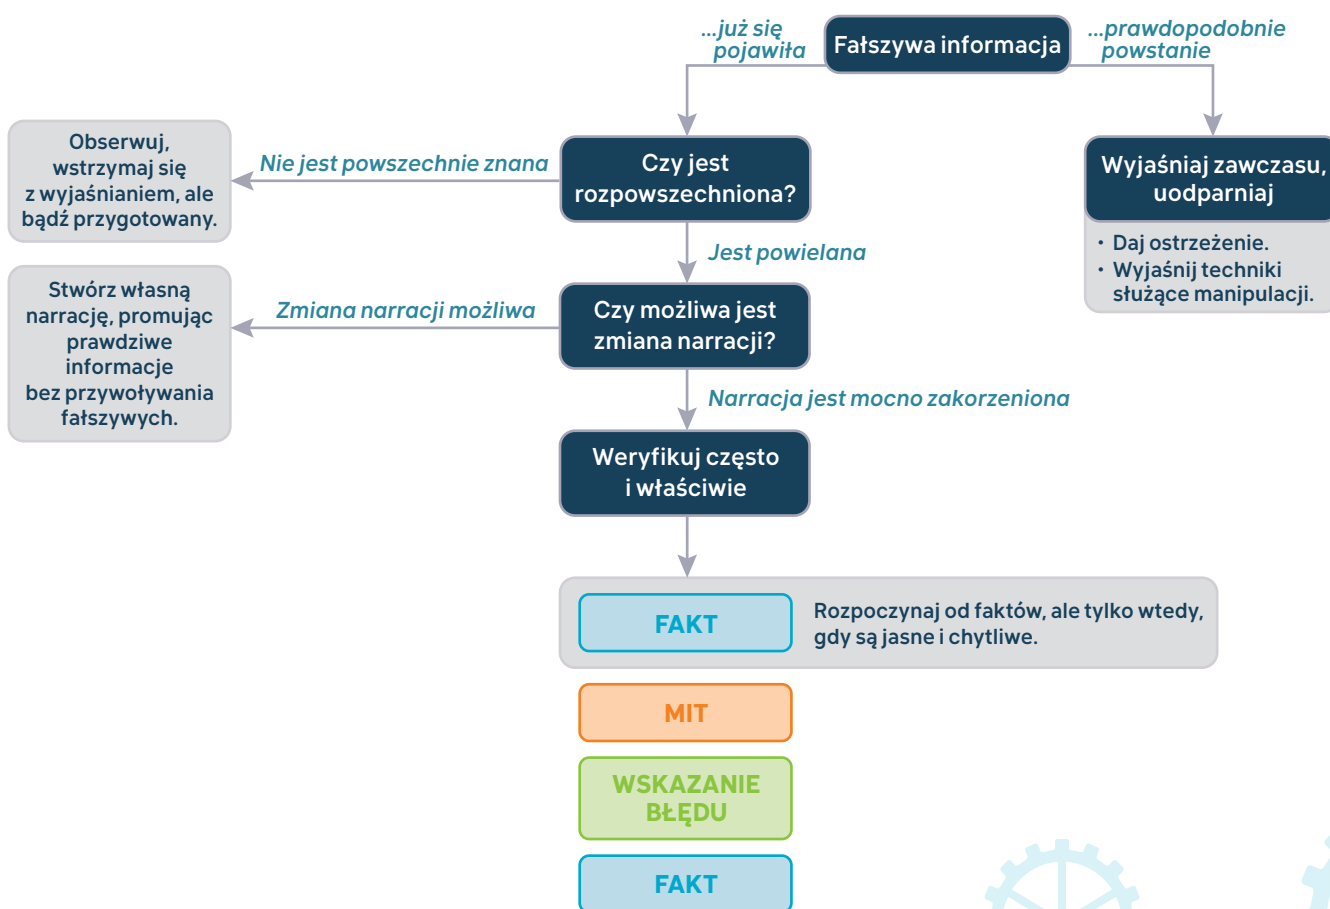 ...już się
pojawiła
Fałszywa informacja
...prawdopodobnie
powstanie
Obserwuj,
wstrzymaj się
z wyjaśnianiem, ale
bądź przygotowany.
Nie jest powszechnie znana
Czy jest
rozpowszechniona?
Wyjaśniaj zawczasu,
uodparniaj
• Daj ostrzeżenie.
• Wyjaśnij techniki
służące manipulacji.
Jest powielana
Stwórz własną
narrację, promując
prawdziwe
informacje
bez przywoływania
fałszywych.
Zmiana narracji możliwa
Czy możliwa jest
zmiana narracji?
Narracja jest mocno zakorzeniona
Weryfikuj często
i właściwie
FAKT
Rozpoczynaj od faktów, ale tylko wtedy,
gdy są jasne i chytliwe.
MIT
WSKAZANIE
BŁĘDU
FAKT